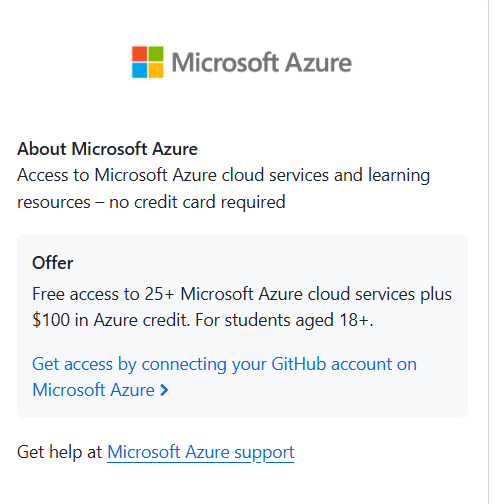 Microsoft Azure
About Microsoft Azure
Access to Microsoft Azure cloud services and learning
resources – no credit card required
Offer
Free access to 25+ Microsoft Azure cloud services plus
$100 in Azure credit. For students aged 18+.
Get access by connecting your GitHub account on
Microsoft Azure
Get help at Microsoft Azure support